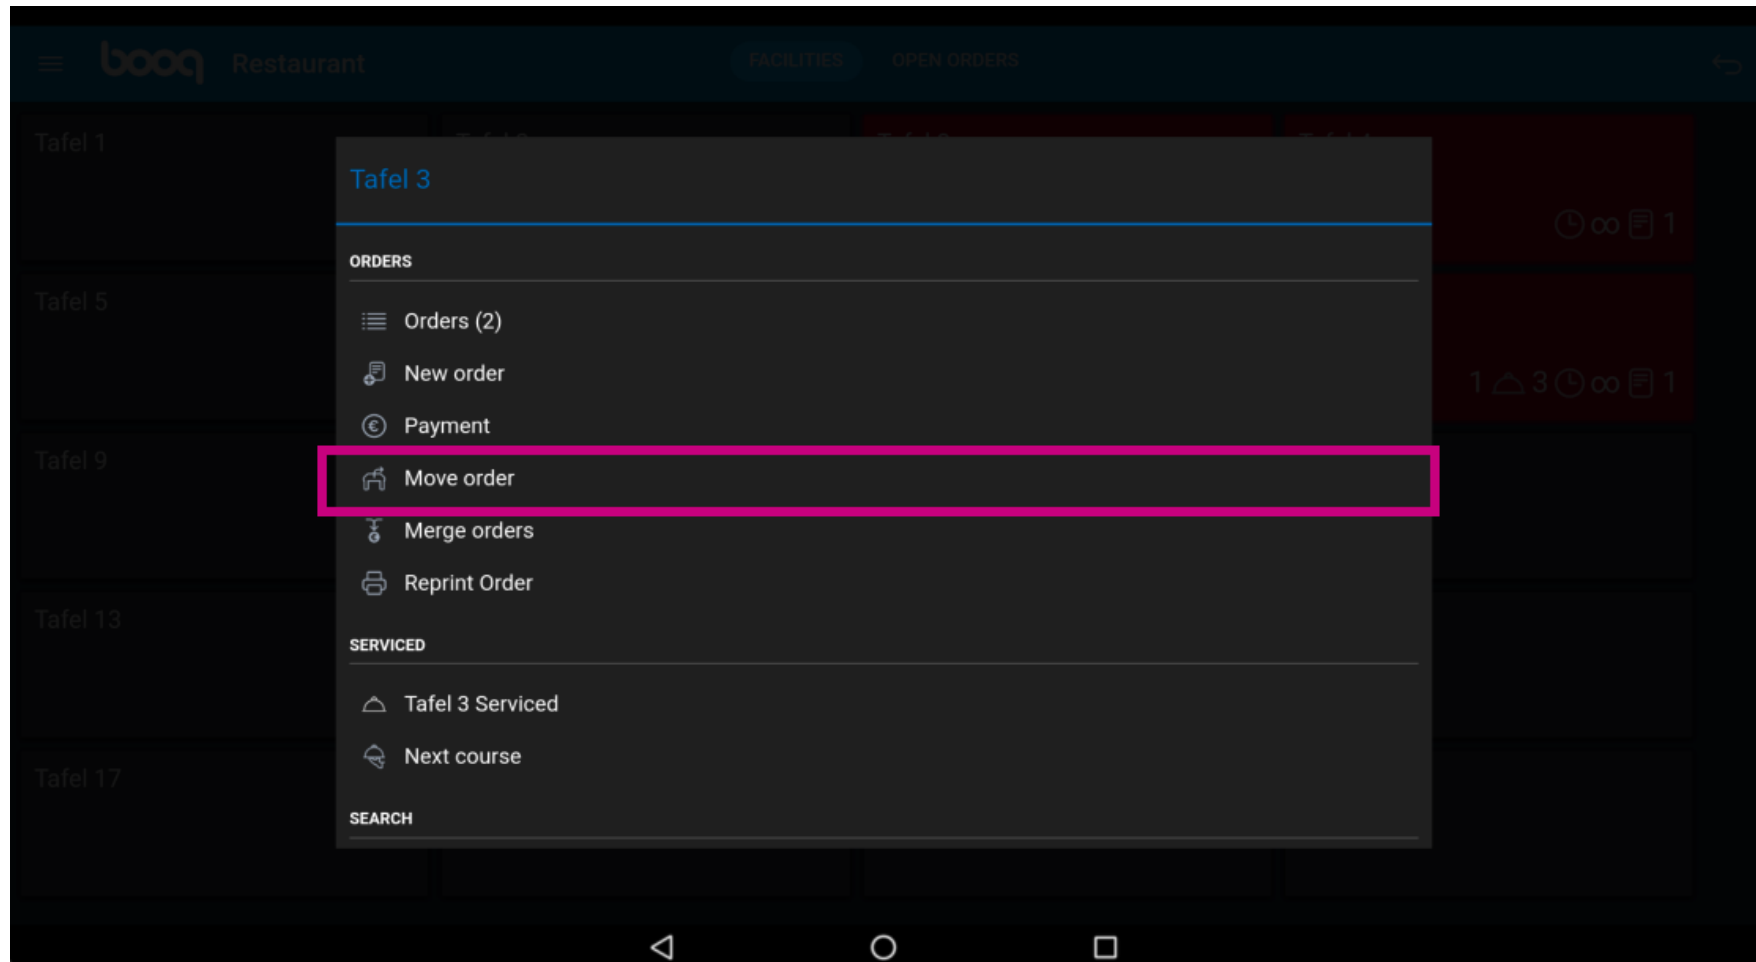 booq Restaurant FACILITIES OPEN ORDERS
Tafel 1
Tafel 3
1
ORDERS
Tafel 5
Orders (2)
New order
1 3 ∞ 1
Payment
Tafel 9
Move order
Merge orders
Reprint Order
Tafel 13
SERVICED
Tafel 3 Serviced
Next course
Tafel 17
SEARCH